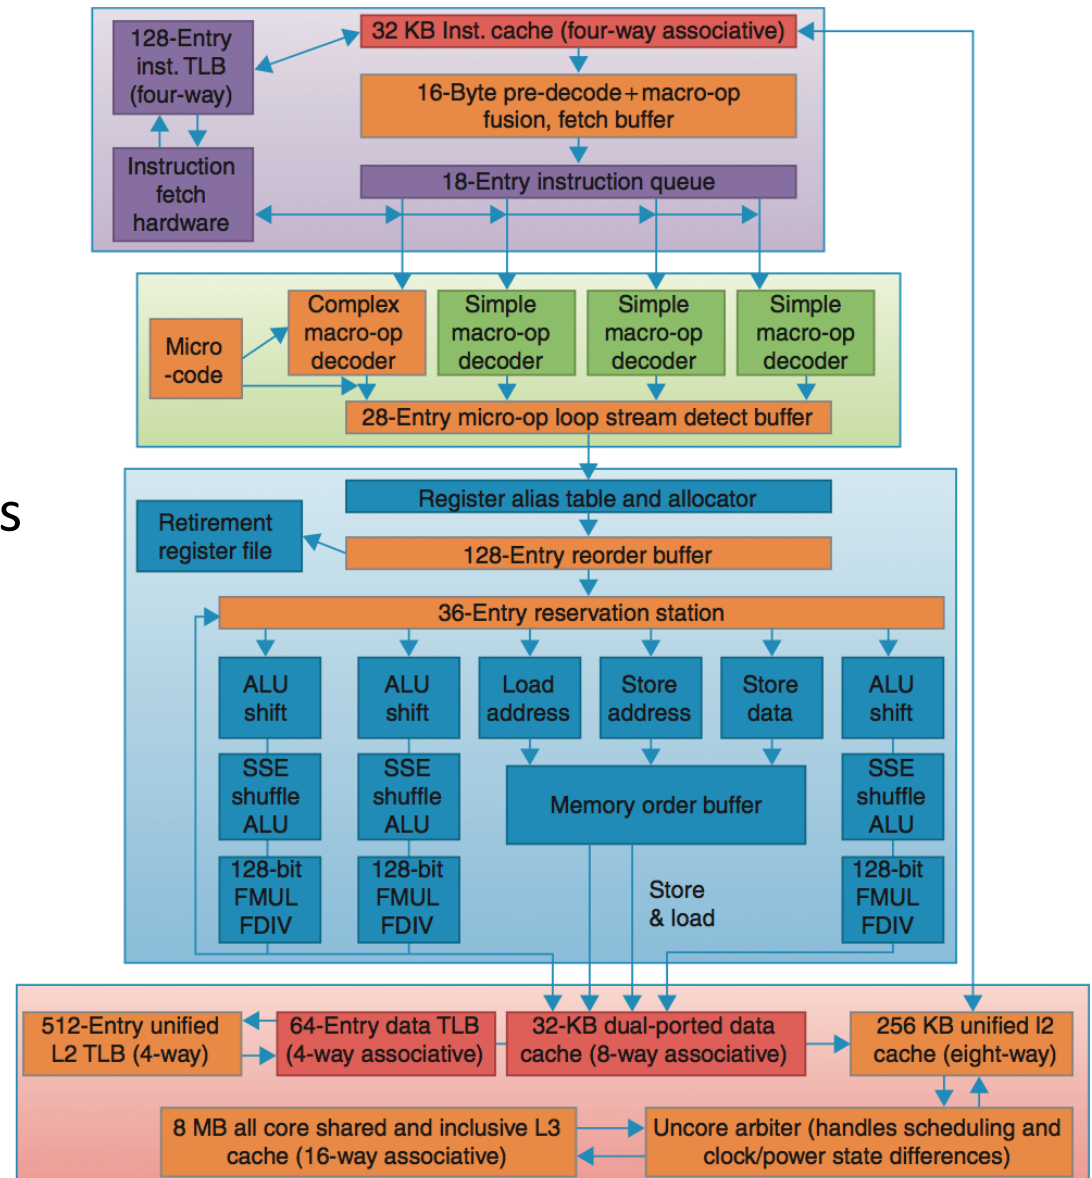 128-Entry
inst. TLB
(four-way)
32 KB Inst. cache (four-way associative)
16-Byte pre-decode+macro-op
fusion, fetch buffer
Instruction
fetch
hardware
18-Entry instruction queue
Micro
-code
Complex
macro-op
decoder
Simple
macro-op
decoder
Simple
macro-op
decoder
Simple
macro-op
decoder
28-Entry micro-op loop stream detect buffer
s
Register alias table and allocator
Retirement
register file
128-Entry reorder buffer
36-Entry reservation station
ALU
shift
ALU
shift
Load
address
Store
address
Store
data
ALU
shift
SSE
shuffle
ALU
SSE
shuffle
ALU
Memory order buffer
SSE
shuffle
ALU
128-bit
FMUL
FDIV
128-bit
FMUL
FDIV
Store
& load
128-bit
FMUL
FDIV
512-Entry unified
L2 TLB (4-way)
64-Entry data TLB
(4-way associative)
32-KB dual-ported data
cache (8-way associative)
256 KB unified l2
cache (eight-way)
8 MB all core shared and inclusive L3
cache (16-way associative)
Uncore arbiter (handles scheduling and
clock/power state differences)